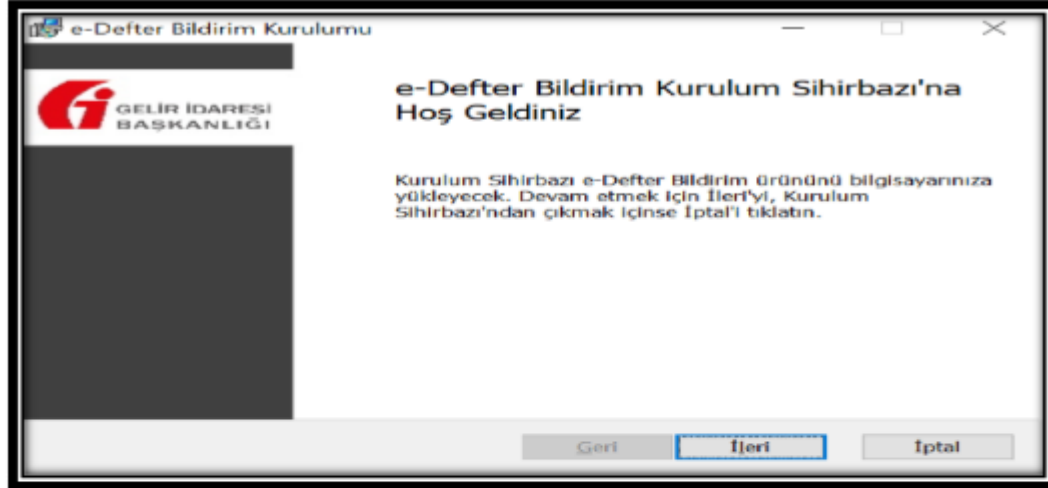 e-Defter Bildirim Kurulumu
GELİR İDARESİ
BAŞKANLIĞI
e-Defter Bildirim Kurulum Sihirbazı'na
Hoş Geldiniz
Kurulum Sihirbazı e-Defter Bildirim ürününü bilgisayarınıza
yükleyecek. Devam etmek için İleri'yi, Kurulum
Sihirbazı'ndan çıkmak içinse İptal'i tıklatın.
Geri İleri İptal